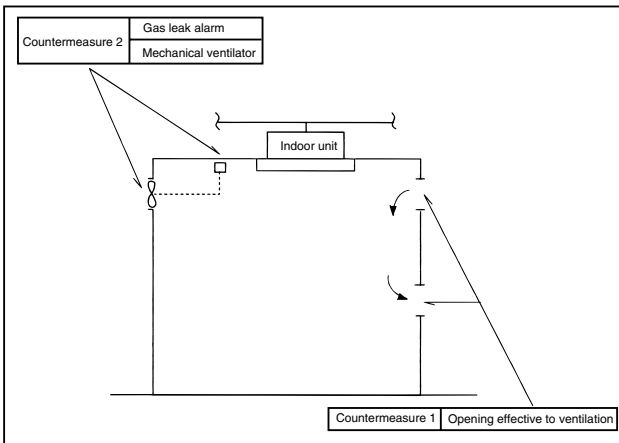 Countermeasure 2
Gas leak alarm
Mechanical ventilator
Indoor unit
Countermeasure 1
Opening effective to ventilation